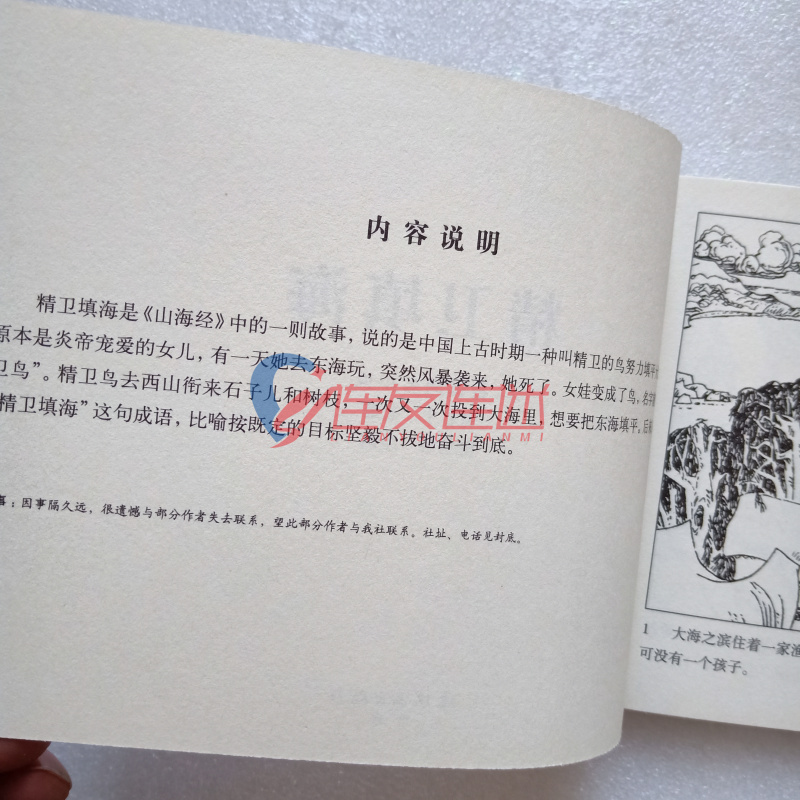 内容说明
精卫填海是《山海经》中的一则故事，说的是中国上古时期一种叫精卫的鸟努力填平
原本是炎帝宠爱的女儿，有一天她去东海玩，突然风暴袭来，她死了。女娃变成了鸟，名字
卫鸟”。精卫鸟去西山衔来石子儿和树枝，一次又一次投到大海里，想要把东海填平。后
精卫填海”这句成语，比喻按既定的目标坚毅不拔地奋斗到底。
：因事隔久远，很遗憾与部分作者失去联系，望此部分作者与我社联系。社址、电话见封底。
连友连体
1 大海之滨住着一家渔
可没有一个孩子。